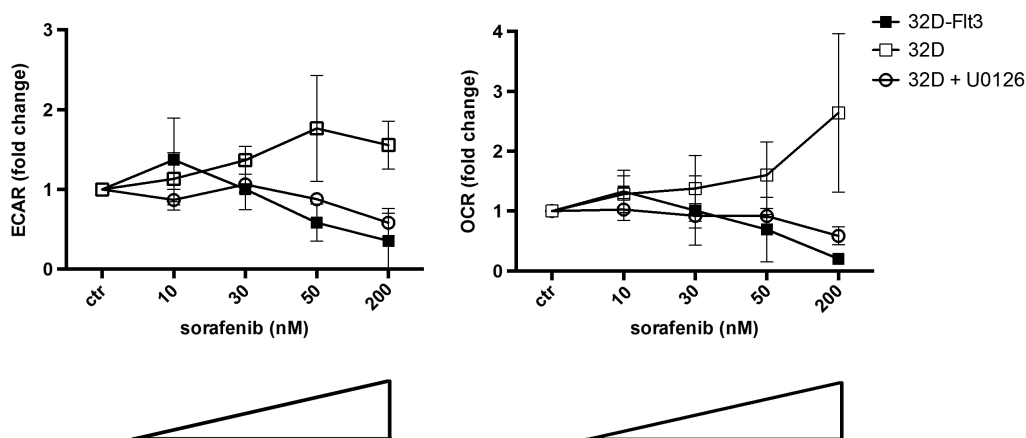 ECAR (fold change)
3
2
1
0
ctr
10
30
50
200
sorafenib (nM)
OCR (fold change)
4
3
2
1
0
ctr
10
30
50
200
sorafenib (nM)
32D-Flt3
32D
32D + U0126